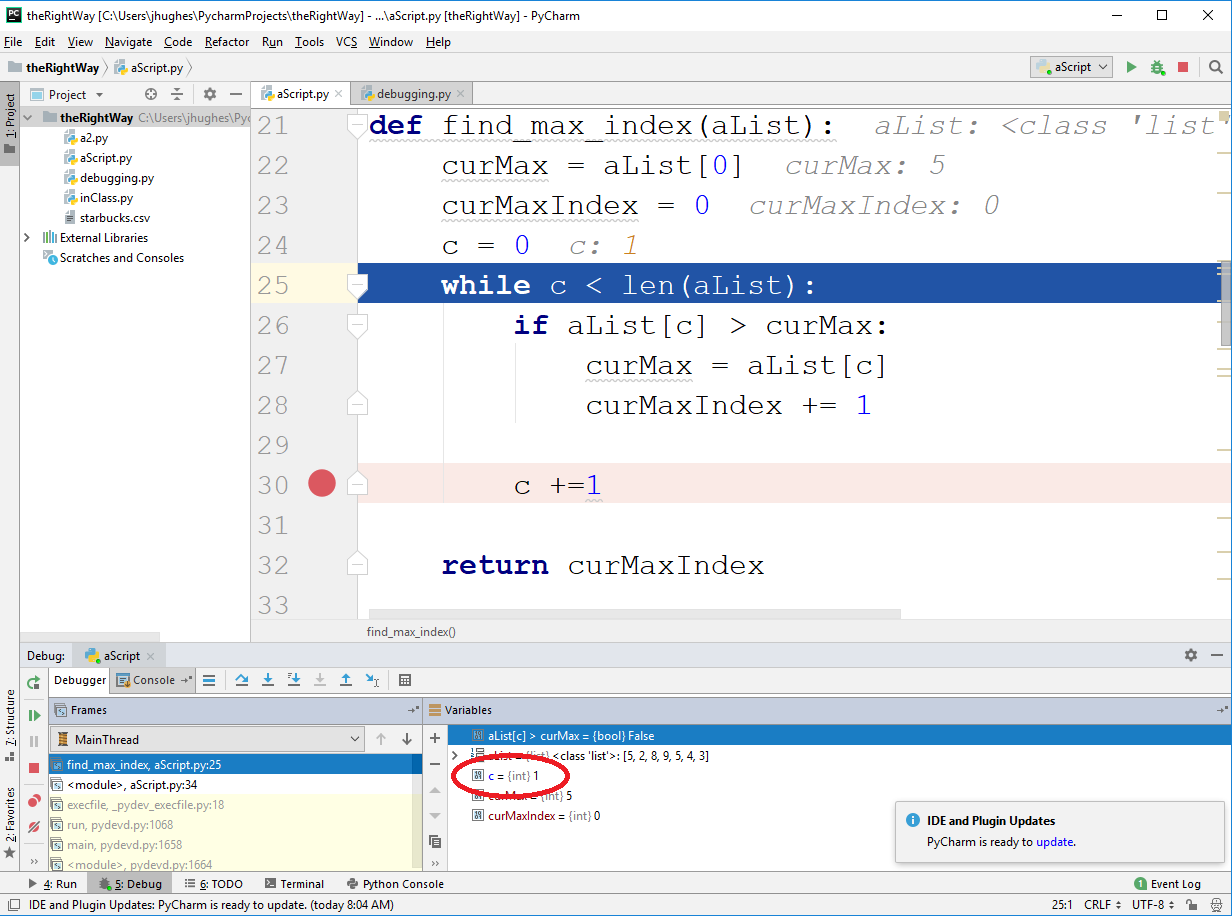 theRightWay [C:\Users\jhughes\PycharmProjects\theRightWay] - ...\aScript.py [theRightWay] - PyCharm
File Edit View Navigate Code Refactor Run Tools VCS Window Help
theRightWay aScript.py aScript
1: Project
Project
aScript.py debugging.py
theRightWay C:\Users\jhughes\Pyc
a2.py
aScript.py
debugging.py
inClass.py
starbucks.csv
External Libraries
Scratches and Consoles
21 def find_max_index(aList): aList: <class 'list'
22 curMax = aList[0] curMax: 5
23 curMaxIndex = 0 curMaxIndex: 0
24 c = 0 c: 1
25 while c < len(aList):
26 if aList[c] > curMax:
27 curMax = aList[c]
28 curMaxIndex += 1
29
30 c +=1
31
32 return curMaxIndex
33
find_max_index()
Debug: aScript
Debugger Console
7: Structure
2: Favorites
Frames
MainThread
find_max_index, aScript.py:25
<module>, aScript.py:34
execfile, _pydev_execfile.py:18
run, pydevd.py:1068
main, pydevd.py:1658
<module>, pydevd.py:1664
Variables
aList[c] > curMax = {bool} False
aList = {list} <class 'list'>: [5, 2, 8, 9, 5, 4, 3]
c = {int} 1
curMax = {int} 5
curMaxIndex = {int} 0
IDE and Plugin Updates
PyCharm is ready to update.
4: Run 5: Debug 6: TODO Terminal Python Console 1 Event Log
IDE and Plugin Updates: PyCharm is ready to update. (today 8:04 AM) 25:1 CRLF UTF-8